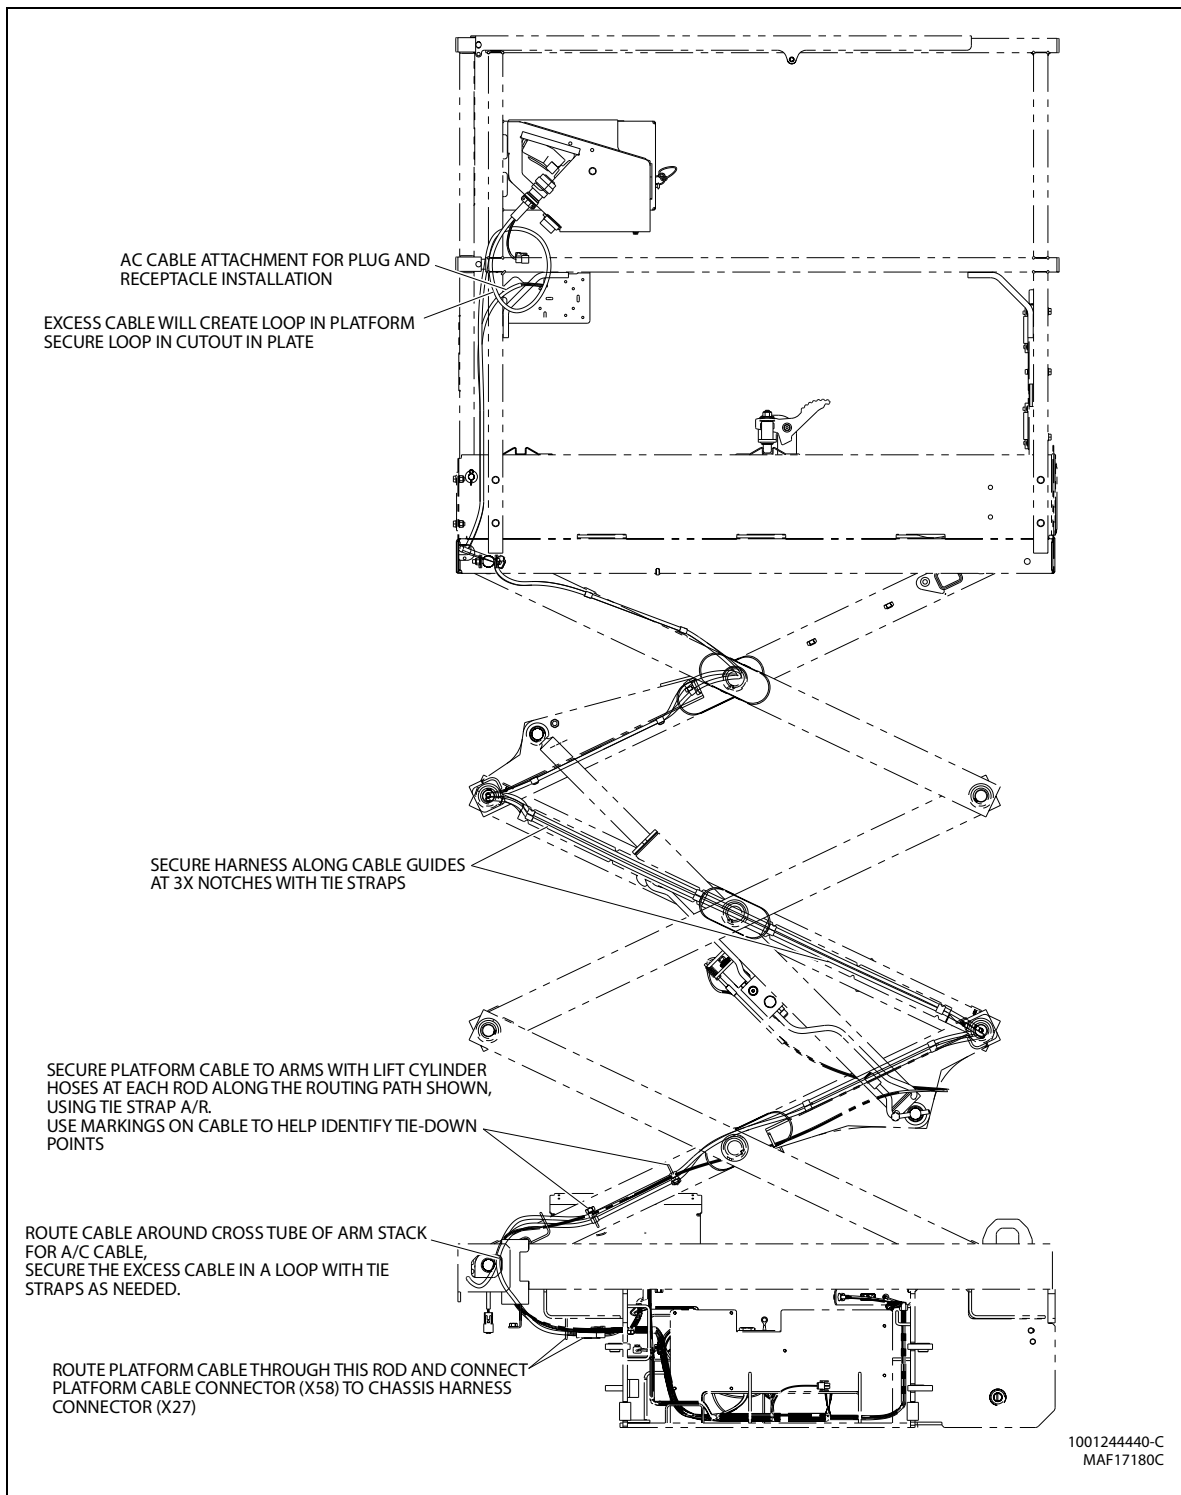 AC CABLE ATTACHMENT FOR PLUG AND
RECEPTACLE INSTALLATION
EXCESS CABLE WILL CREATE LOOP IN PLATFORM
SECURE LOOP IN CUTOUT IN PLATE
SECURE HARNESS ALONG CABLE GUIDES
AT 3X NOTCHES WITH TIE STRAPS
SECURE PLATFORM CABLE TO ARMS WITH LIFT CYLINDER
HOSES AT EACH ROD ALONG THE ROUTING PATH SHOWN,
USING TIE STRAP A/R.
USE MARKINGS ON CABLE TO HELP IDENTIFY TIE-DOWN
POINTS
ROUTE CABLE AROUND CROSS TUBE OF ARM STACK
FOR A/C CABLE,
SECURE THE EXCESS CABLE IN A LOOP WITH TIE
STRAPS AS NEEDED.
ROUTE PLATFORM CABLE THROUGH THIS ROD AND CONNECT
PLATFORM CABLE CONNECTOR (X58) TO CHASSIS HARNESS
CONNECTOR (X27)
1001244440-C
MAF17180C